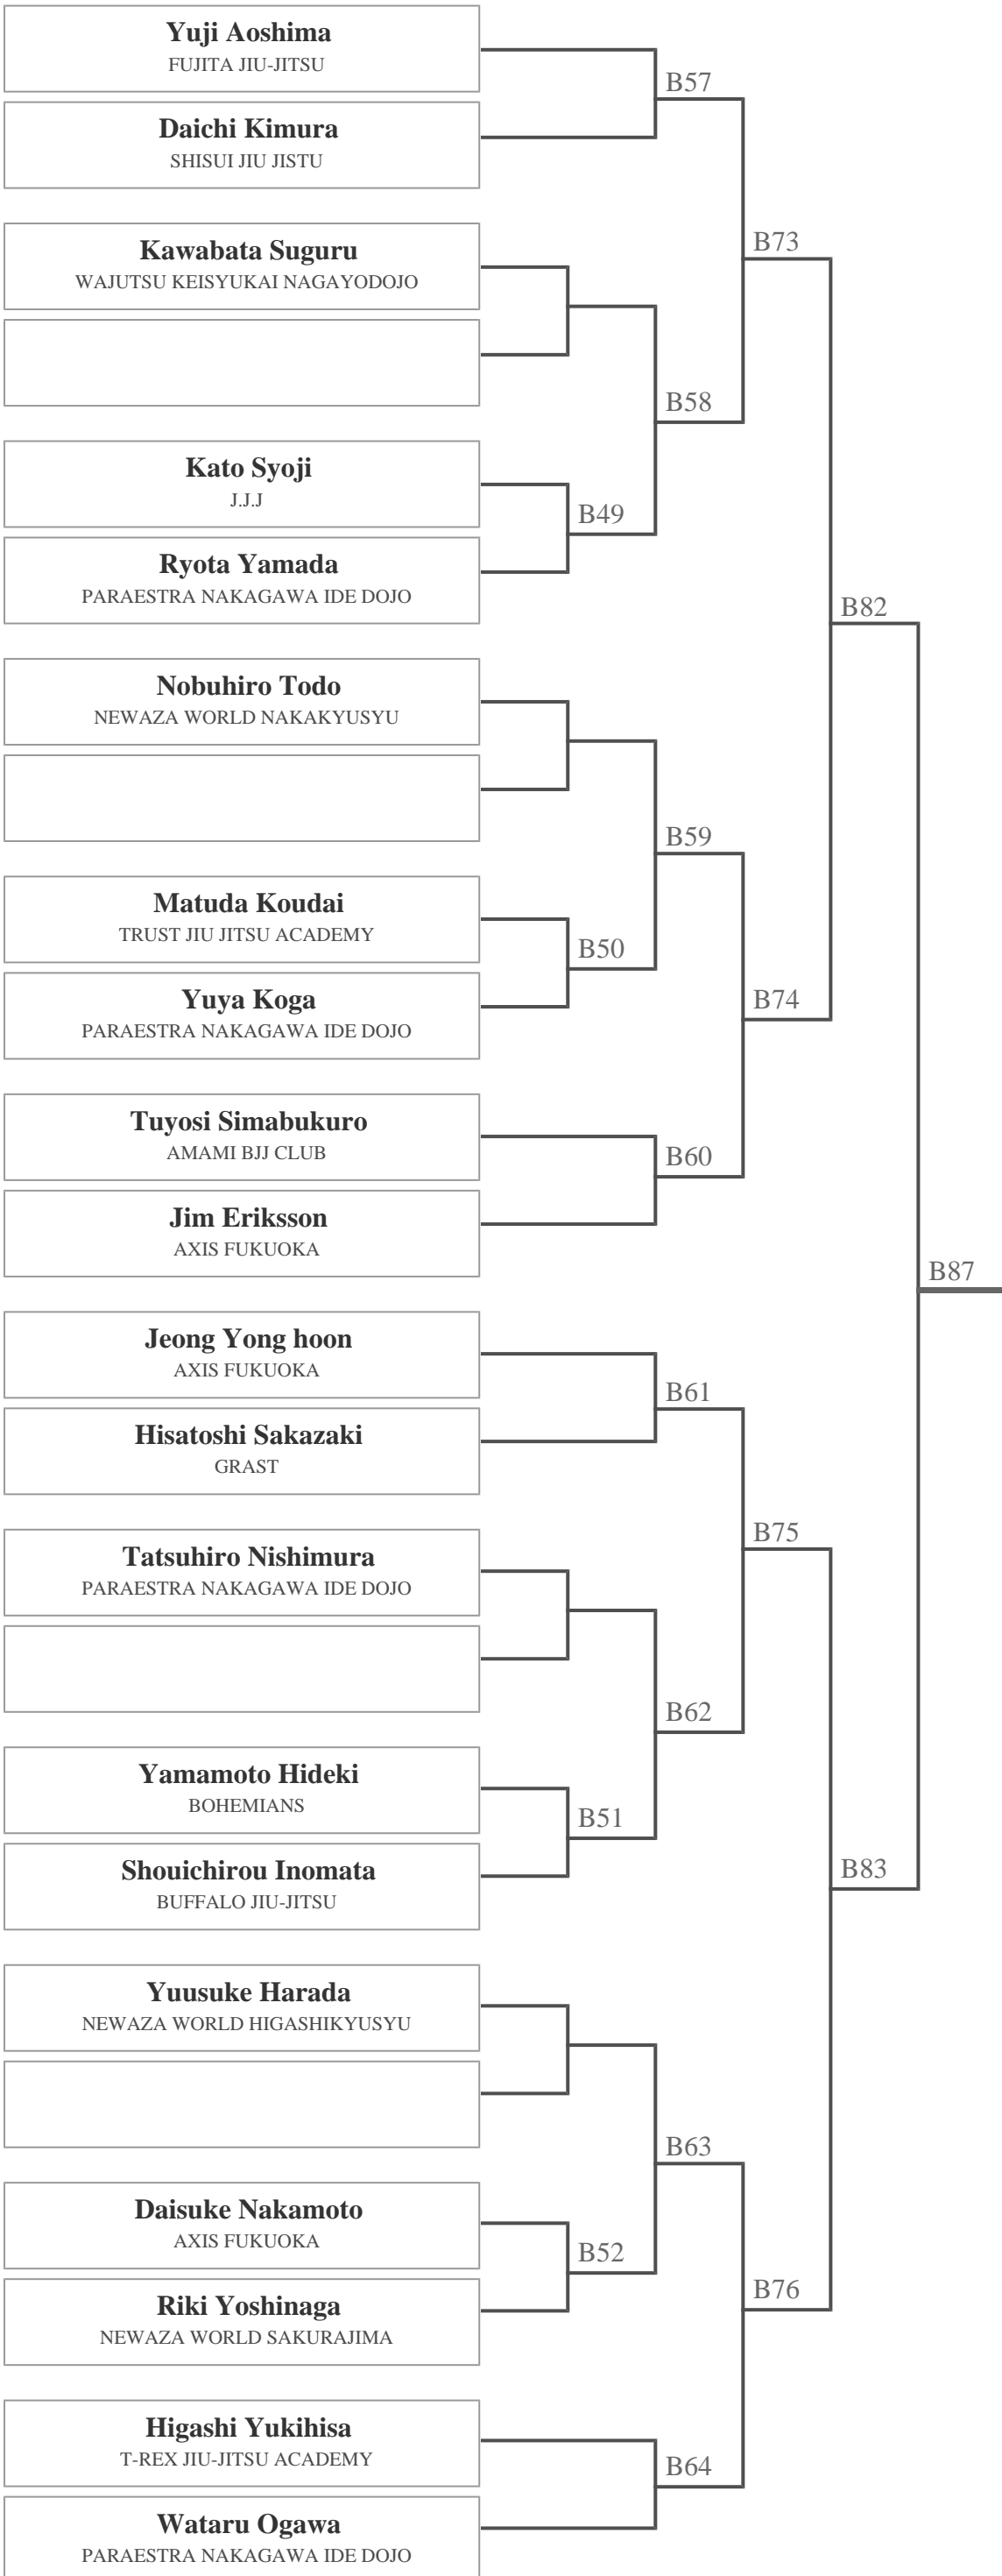 Yuji Aoshima
FUJITA JIU-JITSU
B57
Daichi Kimura
SHISUI JIU JISTU
B73
Kawabata Suguru
WAJUTSU KEISYUKAI NAGAYODOJO
B58
Kato Syoji
J.J.J
B49
Ryota Yamada
PARAESTRA NAKAGAWA IDE DOJO
B82
Nobuhiro Todo
NEWAZA WORLD NAKAKYUSYU
B59
Matuda Koudai
TRUST JIU JITSU ACADEMY
B50
Yuya Koga
PARAESTRA NAKAGAWA IDE DOJO
B74
Tuyosi Simabukuro
AMAMI BJJ CLUB
B60
Jim Eriksson
AXIS FUKUOKA
B87
Jeong Yong hoon
AXIS FUKUOKA
B61
Hisatoshi Sakazaki
GRAST
B75
Tatsuhiro Nishimura
PARAESTRA NAKAGAWA IDE DOJO
B62
Yamamoto Hideki
BOHEMIANS
B51
Shouichirou Inomata
BUFFALO JIU-JITSU
B83
Yuusuke Harada
NEWAZA WORLD HIGASHIKYUSYU
B63
Daisuke Nakamoto
AXIS FUKUOKA
B52
Riki Yoshinaga
NEWAZA WORLD SAKURAJIMA
B76
Higashi Yukihisa
T-REX JIU-JITSU ACADEMY
B64
Wataru Ogawa
PARAESTRA NAKAGAWA IDE DOJO